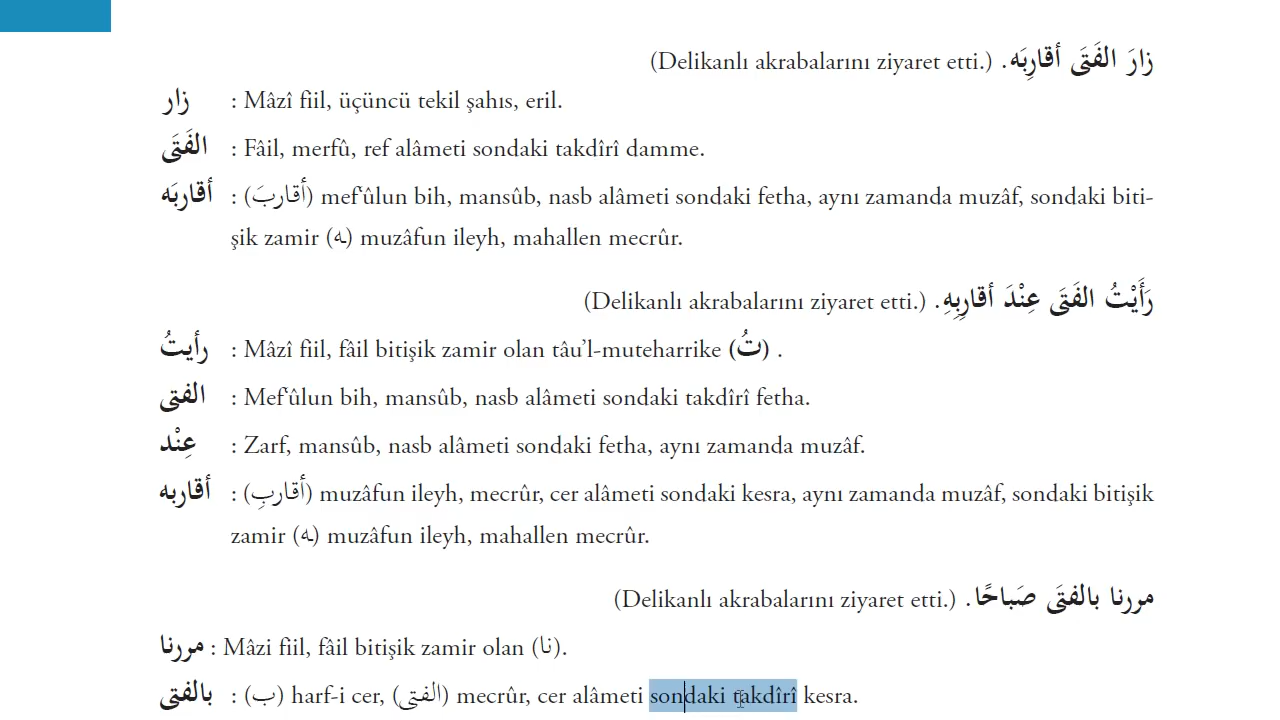 زارَ الفَتَى أقارِبَه. (Delikanlı akrabalarını ziyaret etti.)
زار : Mâzî fiil, üçüncü tekil şahıs, eril.
الفَتَى : Fâil, merfû, ref alâmeti sondaki takdîrî damme.
أقاربَه : (أقاربَ) mef‘ûlun bih, mansûb, nasb alâmeti sondaki fetha, aynı zamanda muzâf, sondaki biti-
şik zamir (ـه) muzâfun ileyh, mahallen mecrûr.
رَأَيْتُ الفَتَى عِنْدَ أقارِبِهِ. (Delikanlı akrabalarını ziyaret etti.)
رأيتُ : Mâzî fiil, fâil bitişik zamir olan tâu’l-muteharrike (تُ) .
الفتى : Mef‘ûlun bih, mansûb, nasb alâmeti sondaki takdîrî fetha.
عِنْد : Zarf, mansûb, nasb alâmeti sondaki fetha, aynı zamanda muzâf.
أقاربه : (أقاربِ) muzâfun ileyh, mecrûr, cer alâmeti sondaki kesra, aynı zamanda muzâf, sondaki bitişik
zamir (ـه) muzâfun ileyh, mahallen mecrûr.
مررنا بالفتَى صَباحًا. (Delikanlı akrabalarını ziyaret etti.)
مررنا : Mâzi fiil, fâil bitişik zamir olan (نا).
بالفتى : (ب) harf-i cer, (الفتى) mecrûr, cer alâmeti sondaki takdîrî kesra.